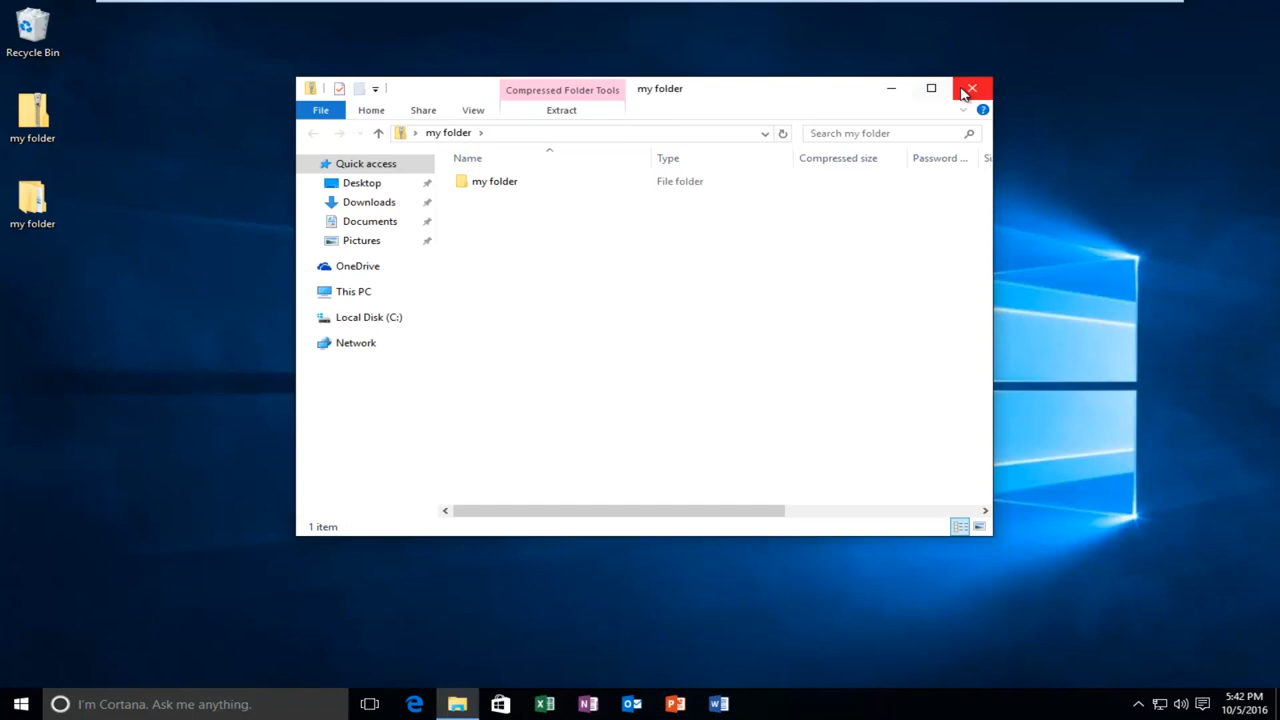 Recycle Bin
my folder
my folder
Compressed Folder Tools
my folder
File
Home
Share
View
Extract
my folder
Search my folder
Quick access
Desktop
Downloads
Documents
Pictures
OneDrive
This PC
Local Disk (C:)
Network
Name
Type
Compressed size
Password ...
Si
my folder
File folder
1 item
I'm Cortana. Ask me anything.
5:42 PM
10/5/2016